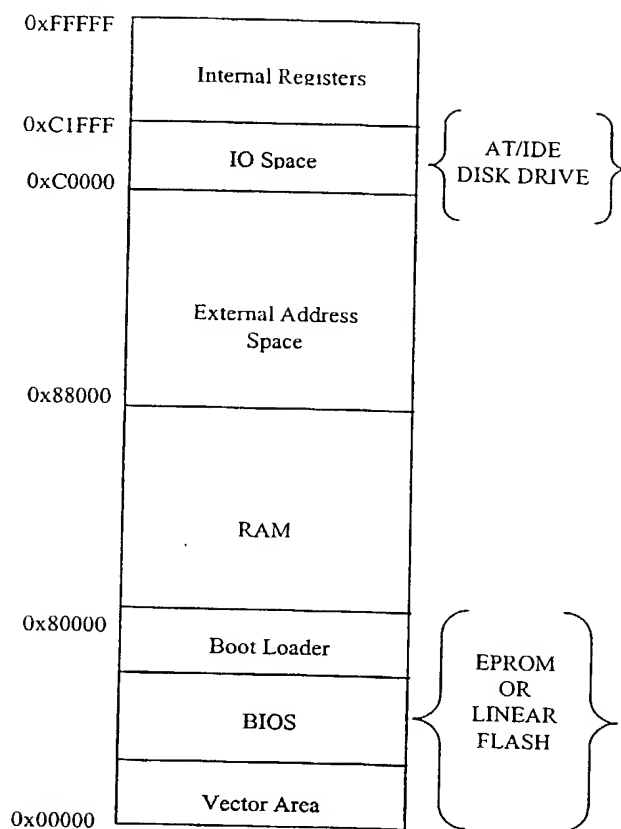 0xFFFFF
Internal Registers
0xC1FFF
IO Space
AT/IDE
DISK DRIVE
0xC0000
External Address
Space
0x88000
RAM
0x80000
Boot Loader
EPROM
OR
LINEAR
FLASH
BIOS
Vector Area
0x00000